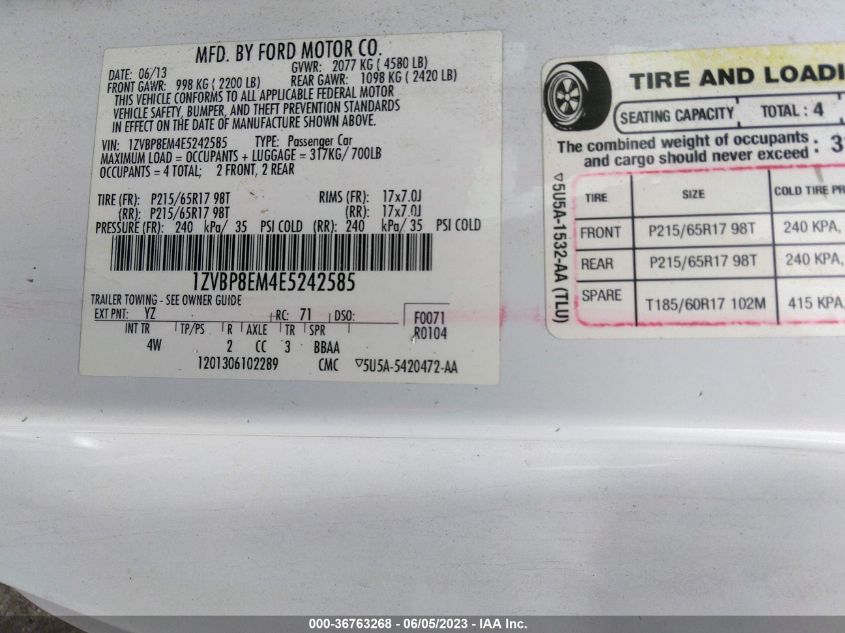 MFD. BY FORD MOTOR CO.
DATE: 06/13
GVWR: 2077 KG ( 4580 LB)
FRONT GAWR: 998 KG ( 2200 LB)
REAR GAWR: 1098 KG ( 2420 LB)
THIS VEHICLE CONFORMS TO ALL APPLICABLE FEDERAL MOTOR
VEHICLE SAFETY, BUMPER, AND THEFT PREVENTION STANDARDS
IN EFFECT ON THE DATE OF MANUFACTURE SHOWN ABOVE.
VIN: 1ZVBP8EM4E5242585 TYPE: Passenger Car
MAXIMUM LOAD = OCCUPANTS + LUGGAGE = 317KG/ 700LB
OCCUPANTS = 4 TOTAL; 2 FRONT, 2 REAR
TIRE (FR): P215/65R17 98T RIMS (FR): 17x7.0J
(RR): P215/65R17 98T (RR): 17x7.0J
PRESSURE (FR): 240 kPa/ 35 PSI COLD (RR): 240 kPa/ 35 PSI COLD
1ZVBP8EM4E5242585
TRAILER TOWING - SEE OWNER GUIDE
EXT PNT: YZ RC: 71 DSO: F0071
R0104
INT TR TP/PS R AXLE TR SPR
4W 2 CC 3 BBAA
1201306102289 CMC ▽5U5A-5420472-AA
TIRE AND LOADI
SEATING CAPACITY TOTAL : 4
The combined weight of occupants
and cargo should never exceed : 3
TIRE SIZE COLD TIRE PR
FRONT P215/65R17 98T 240 KPA,
REAR P215/65R17 98T 240 KPA,
SPARE T185/60R17 102M 415 KPA,
▽5U5A-1532-AA (TLU)
000-36763268 - 06/05/2023 - IAA Inc.